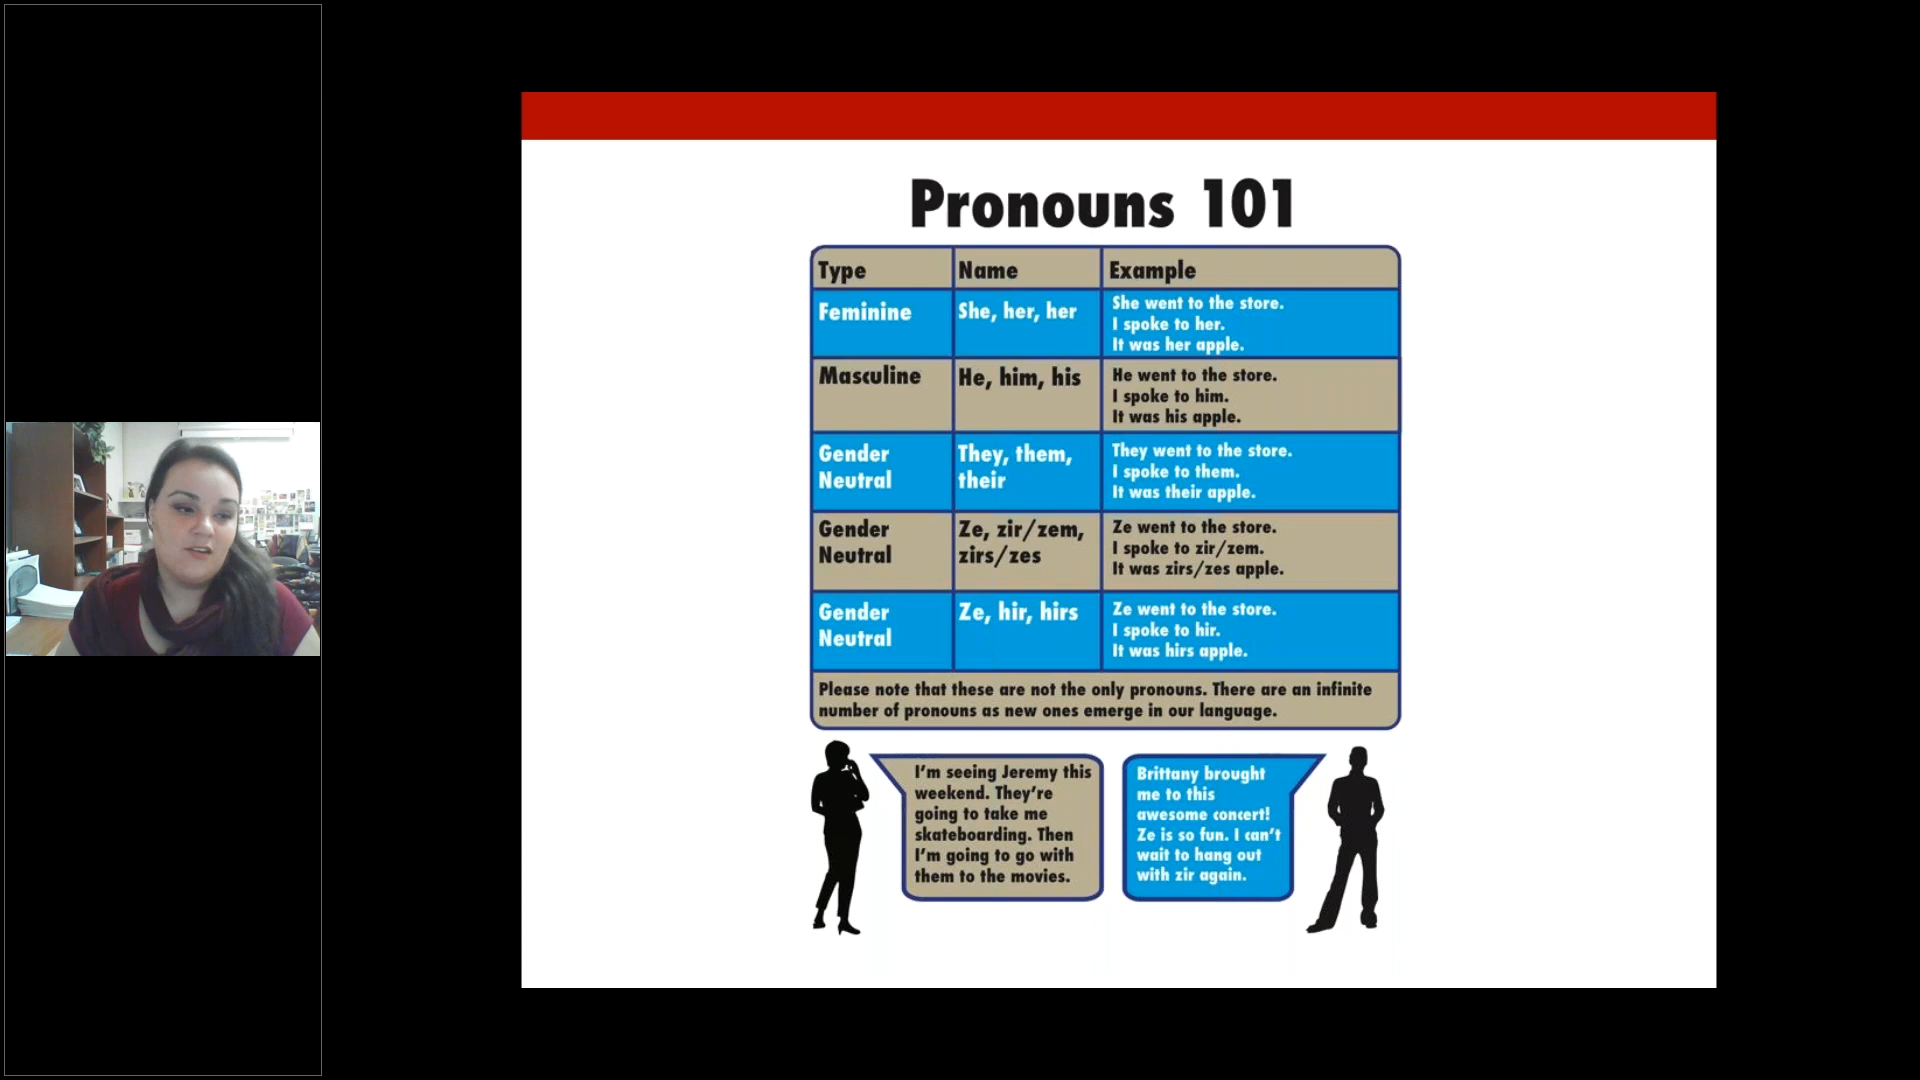 Pronouns 101
Type
Name
Example
Feminine
She, her, her
She went to the store.
I spoke to her.
It was her apple.
Masculine
He, him, his
He went to the store.
I spoke to him.
It was his apple.
Gender
Neutral
They, them,
their
They went to the store.
I spoke to them.
It was their apple.
Gender
Neutral
Ze, zir/zem,
zirs/zes
Ze went to the store.
I spoke to zir/zem.
It was zirs/zes apple.
Gender
Neutral
Ze, hir, hirs
Ze went to the store.
I spoke to hir.
It was hirs apple.
Please note that these are not the only pronouns. There are an infinite
number of pronouns as new ones emerge in our language.
I'm seeing Jeremy this
weekend. They're
going to take me
skateboarding. Then
I'm going to go with
them to the movies.
Brittany brought
me to this
awesome concert!
Ze is so fun. I can't
wait to hang out
with zir again.